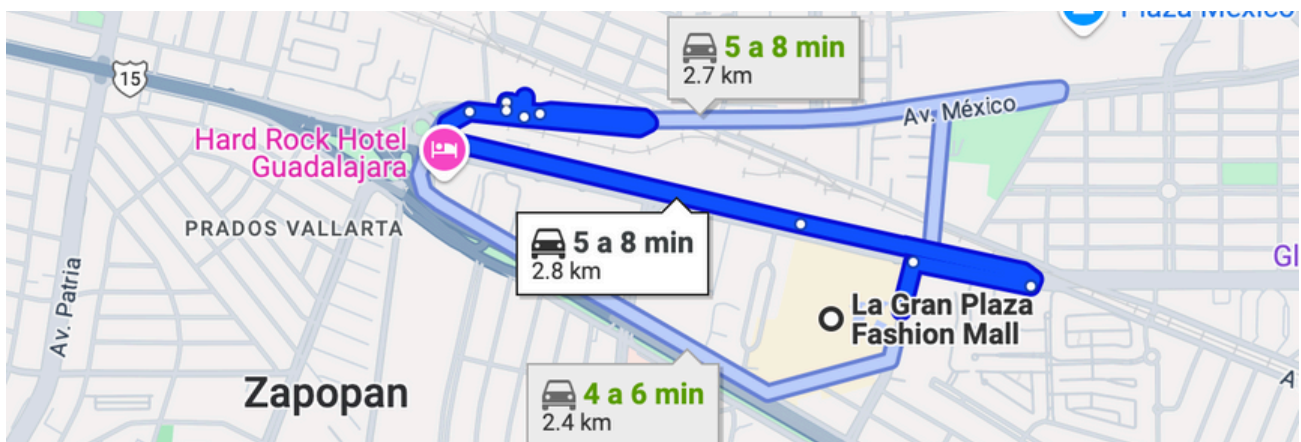 Plaza México
5 a 8 min
2.7 km
15
Av. México
Hard Rock Hotel
Guadalajara
PRADOS VALLARTA
5 a 8 min
2.8 km
Gl
Av. Patria
La Gran Plaza
Fashion Mall
Zapopan
4 a 6 min
2.4 km
A